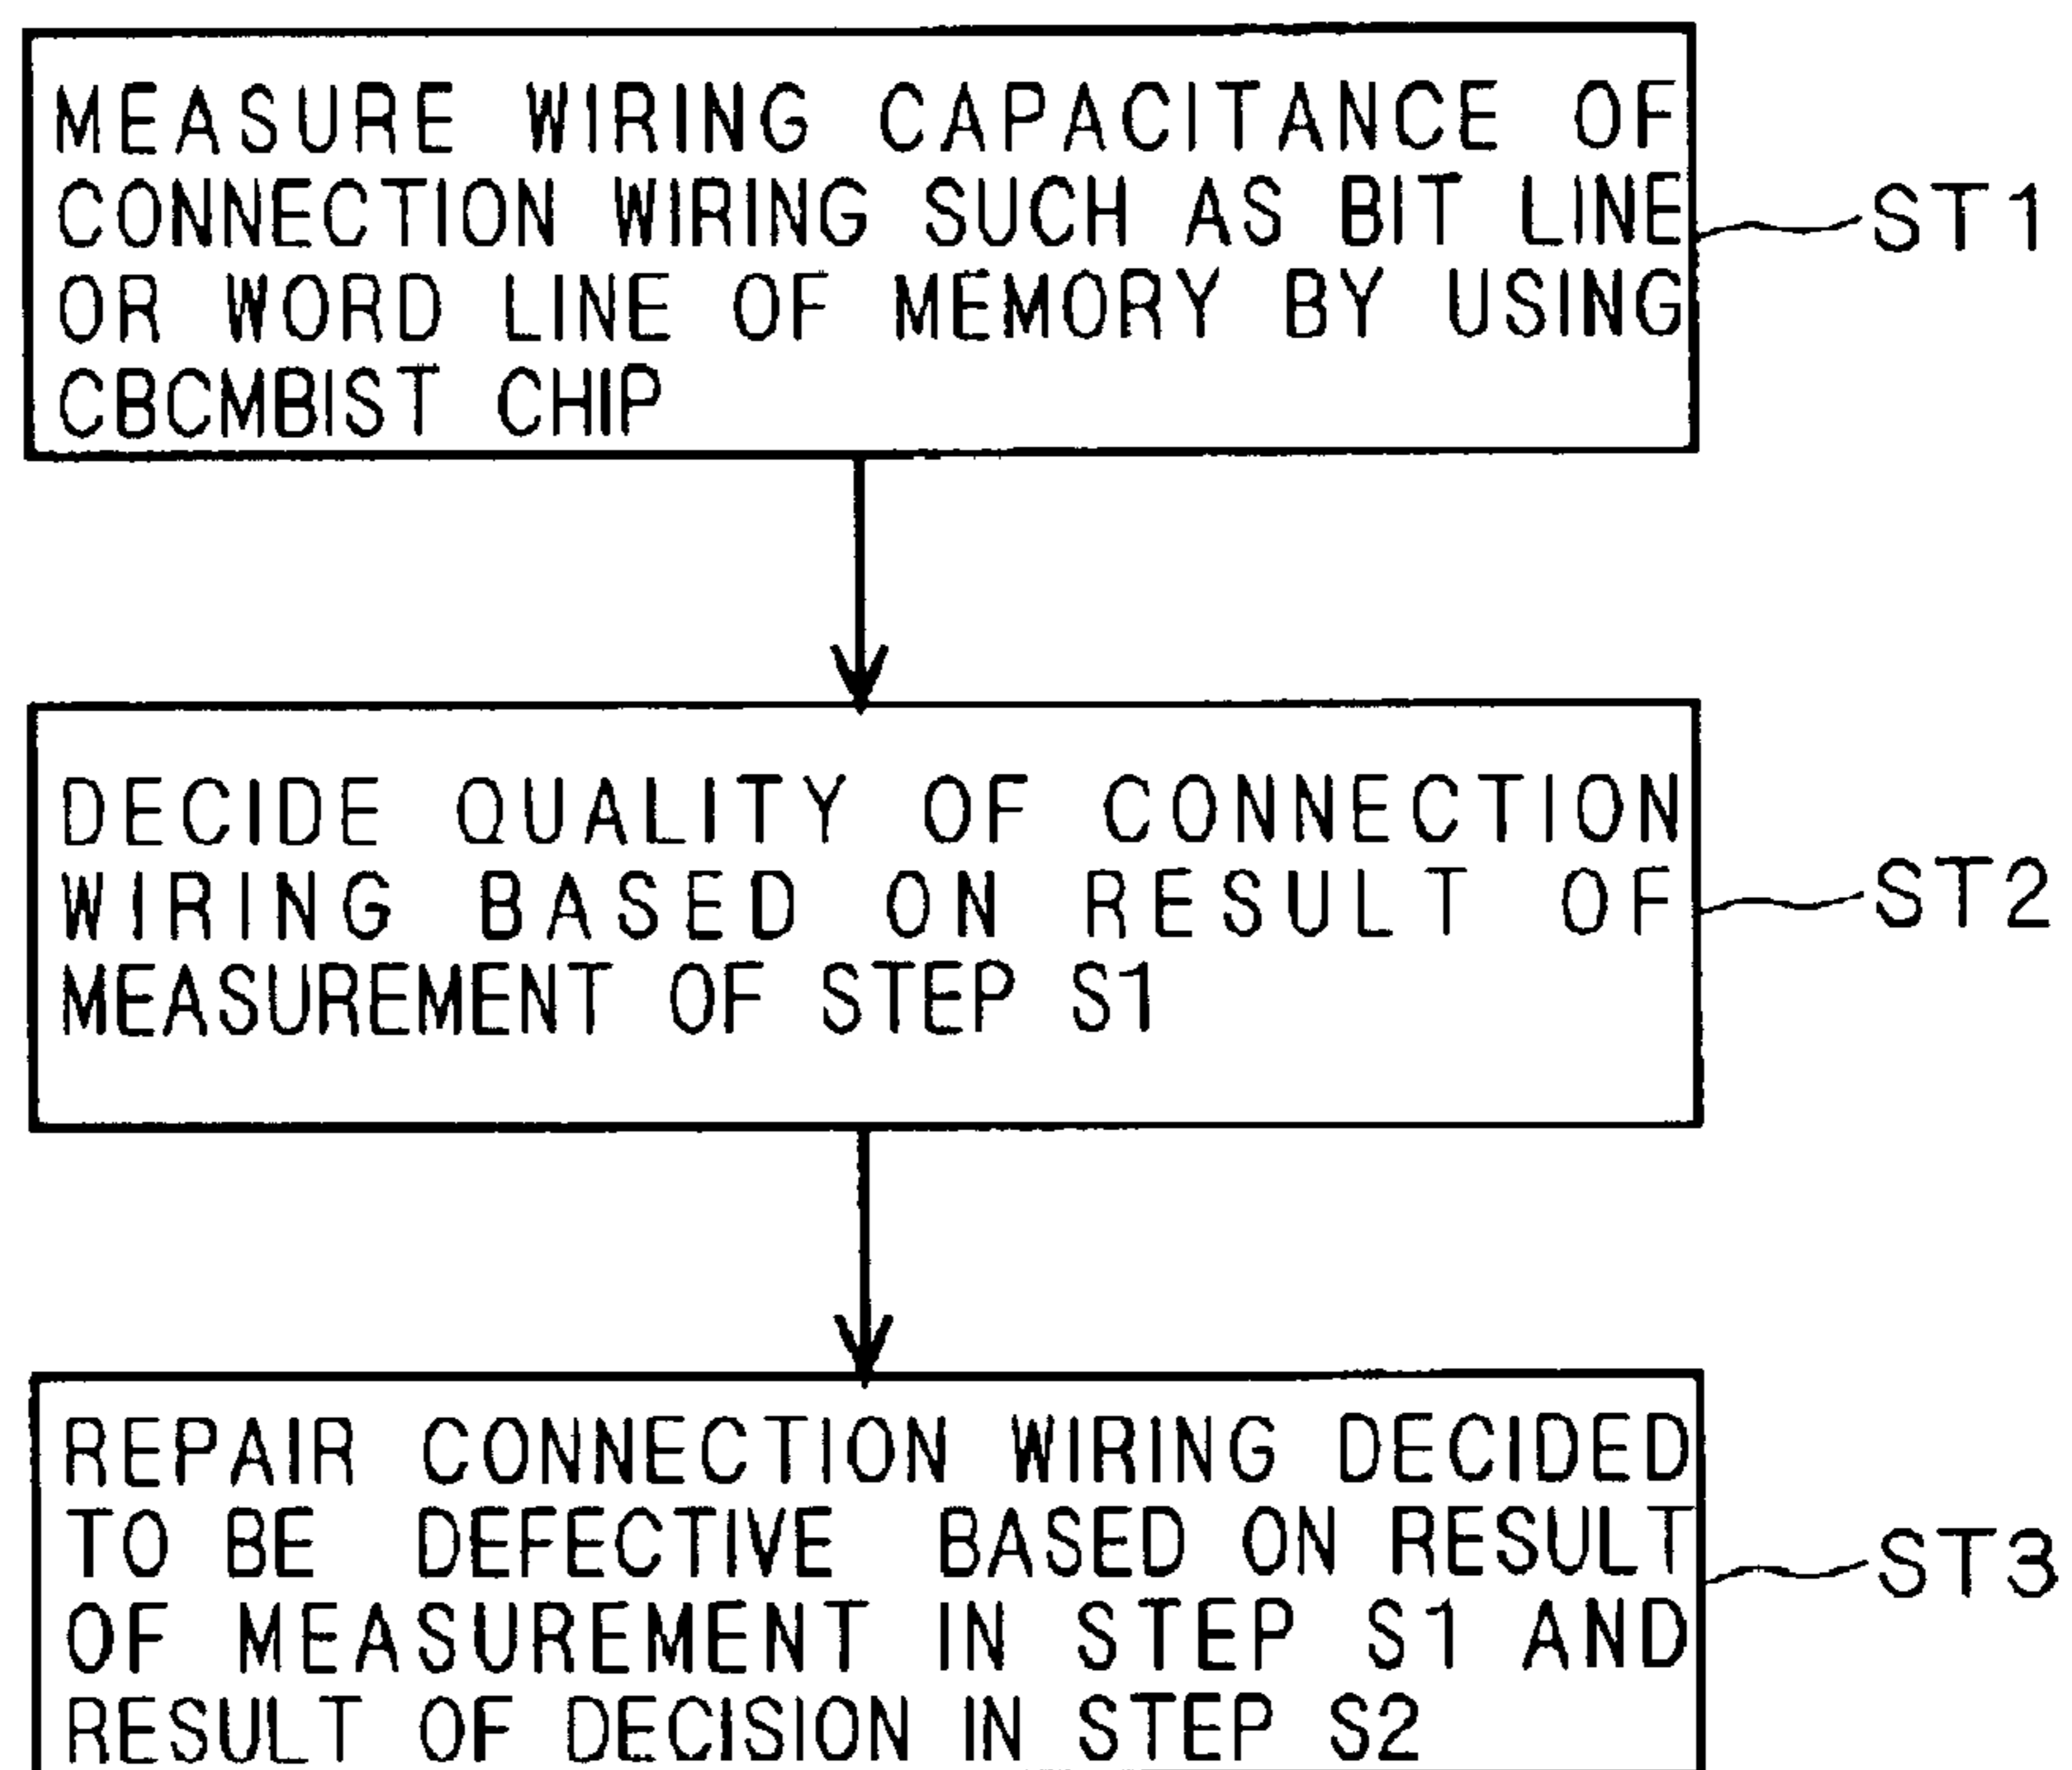 MEASURE WIRING CAPACITANCE OF
CONNECTION WIRING SUCH AS BIT LINE
OR WORD LINE OF MEMORY BY USING
CBCMBIST CHIP
ST1
DECIDE QUALITY OF CONNECTION
WIRING BASED ON RESULT OF
MEASUREMENT OF STEP S1
ST2
REPAIR CONNECTION WIRING DECIDED
TO BE DEFECTIVE BASED ON RESULT
OF MEASUREMENT IN STEP S1 AND
RESULT OF DECISION IN STEP S2
ST3